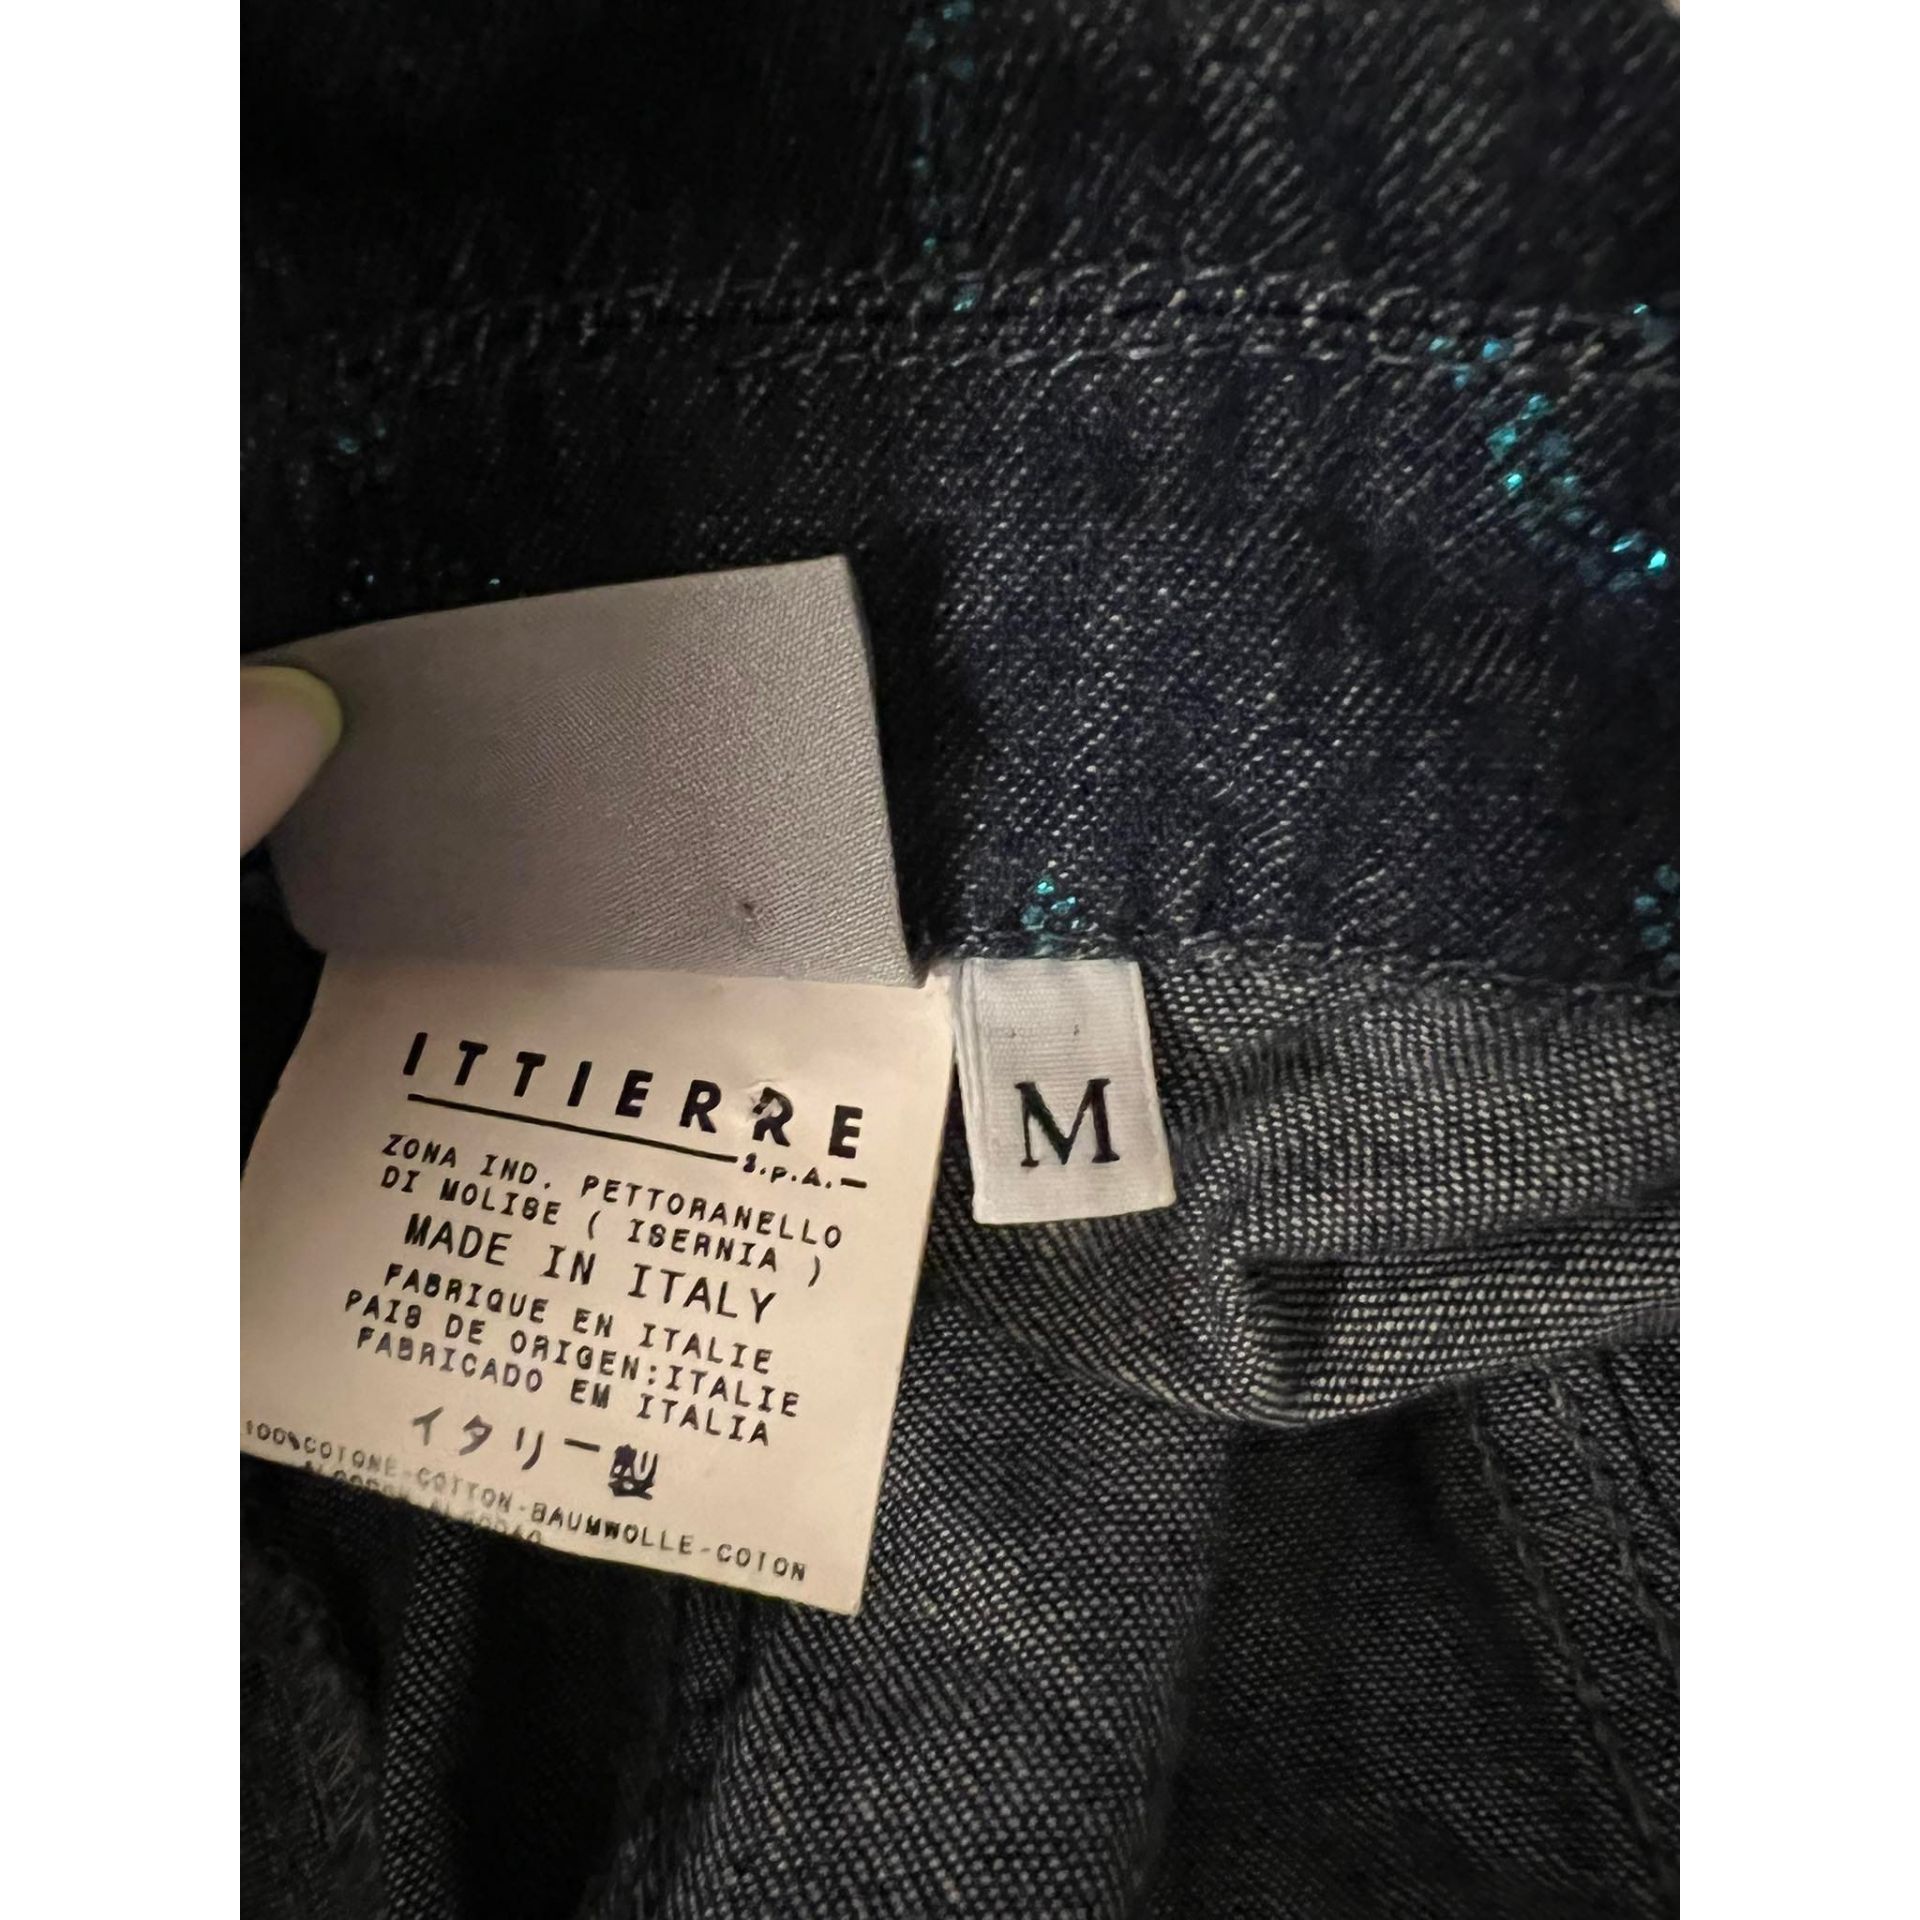 ITTIERRE
S.p.A.
ZONA IND. PETTORANELLO
DI MOLISE ( ISERNIA )
MADE IN ITALY
FABRIQUE EN ITALIE
PAIS DE ORIGEN:ITALIE
FABRICADO EM ITALIA
イタリー製
100%COTONE-COTTON-BAUMWOLLE-COTON
M